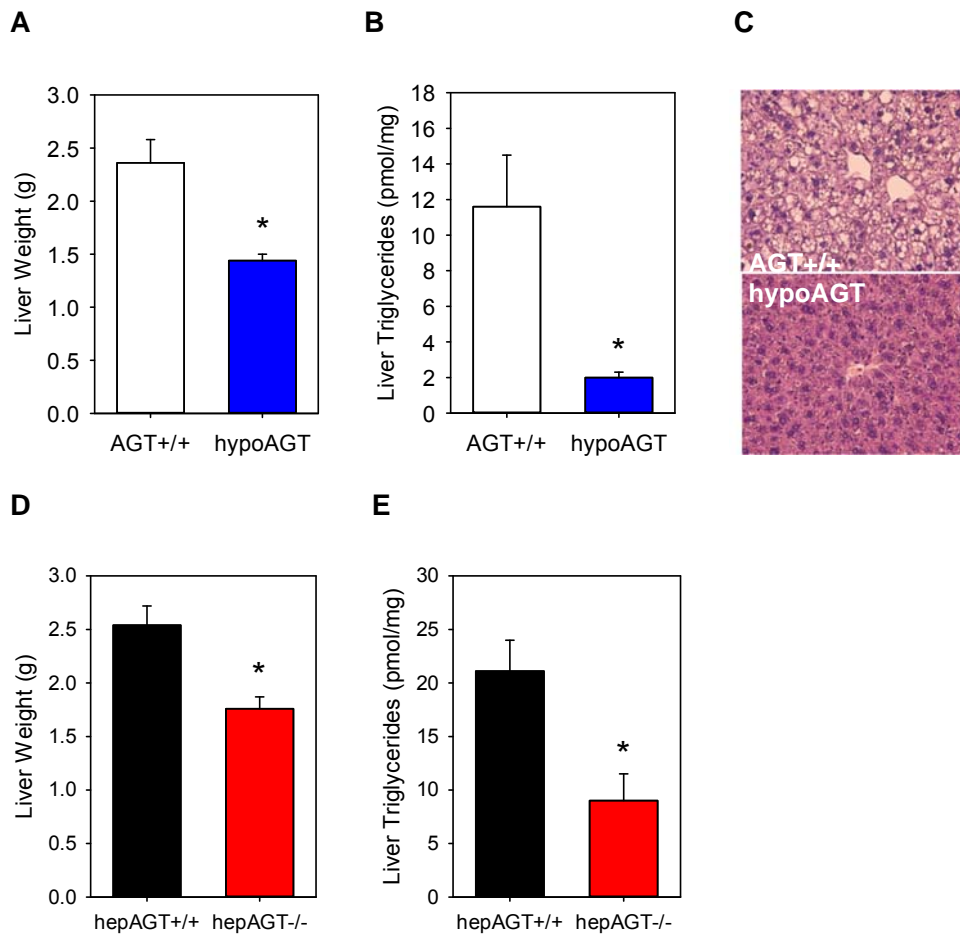 A
B
C
Liver Weight (g)
3.0
2.5
2.0
1.5
1.0
0.5
0.0
*
AGT+/+ hypoAGT
Liver Triglycerides (pmol/mg)
18
16
14
12
10
8
6
4
2
0
*
AGT+/+ hypoAGT
AGT+/+
hypoAGT
D
E
Liver Weight (g)
3.0
2.5
2.0
1.5
1.0
0.5
0.0
*
hepAGT+/+ hepAGT-/-
Liver Triglycerides (pmol/mg)
30
25
20
15
10
5
0
*
hepAGT+/+ hepAGT-/-